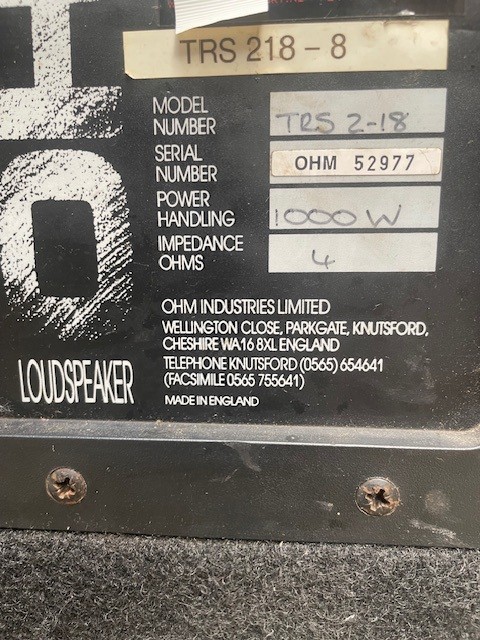 TRS 218 - 8
MODEL NUMBER TRS 2-18
SERIAL NUMBER OHM 52977
POWER HANDLING 1000W
IMPEDANCE OHMS 4
OHM INDUSTRIES LIMITED
WELLINGTON CLOSE, PARKGATE, KNUTSFORD,
CHESHIRE WA16 8XL ENGLAND
TELEPHONE KNUTSFORD (0565) 654641
(FACSIMILE 0565 755641)
MADE IN ENGLAND
LOUDSPEAKER